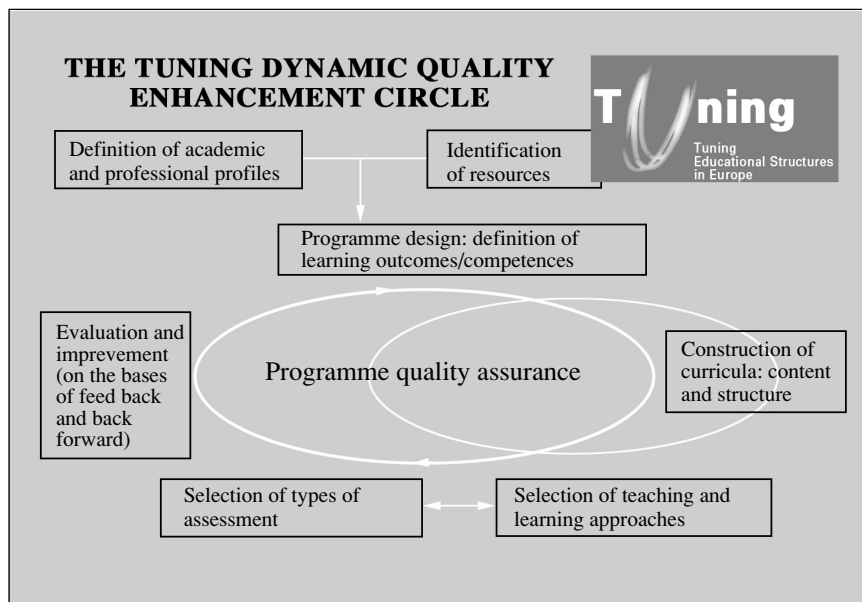 THE TUNING DYNAMIC QUALITY
ENHANCEMENT CIRCLE
Tuning
Tuning
Educational Structures
in Europe
Definition of academic
and professional profiles
Identification
of resources
Programme design: definition of
learning outcomes/competences
Evaluation and
imprevement
(on the bases
of feed back
and back
forward)
Programme quality assurance
Construction of
curricula: content
and structure
Selection of types of
assessment
Selection of teaching and
learning approaches